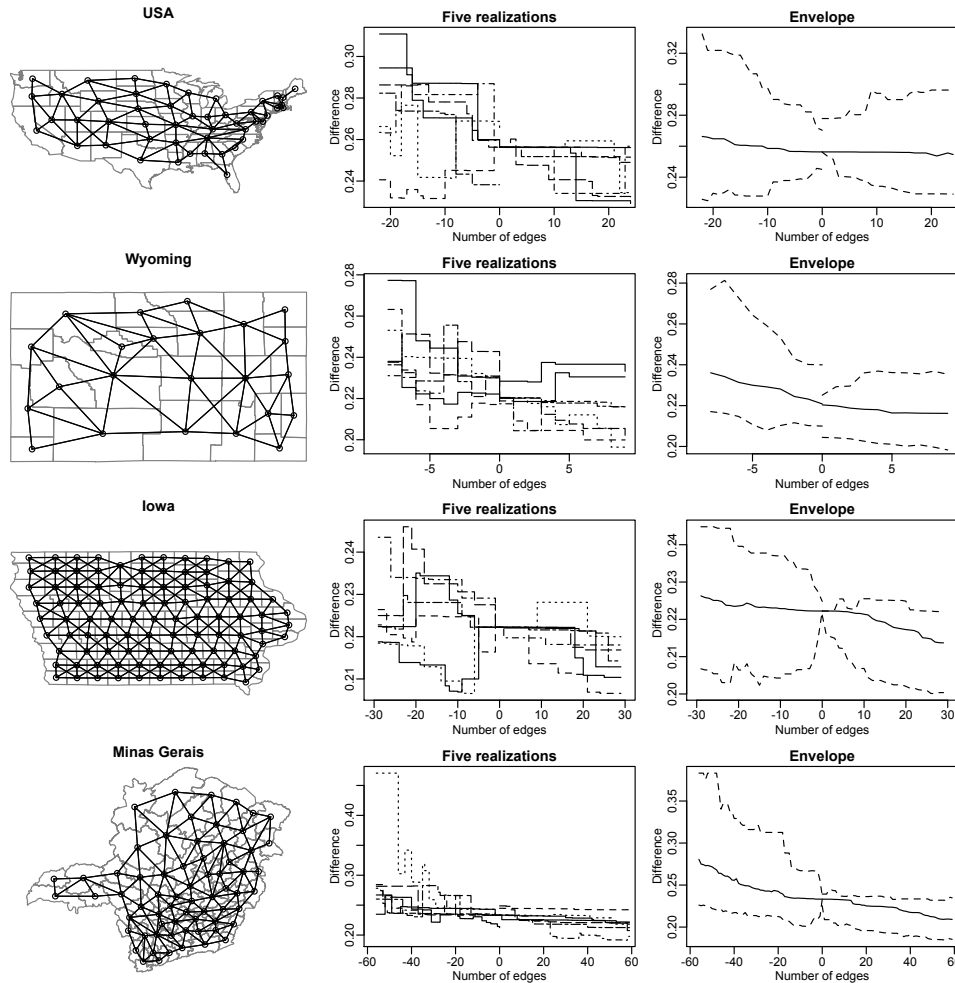 USA
Five realizations
Difference
0.30
0.28
0.26
0.24
-20 -10 0 10 20
Number of edges
Envelope
Difference
0.32
0.28
0.24
-20 -10 0 10 20
Number of edges
Wyoming
Five realizations
Difference
0.28
0.26
0.24
0.22
0.20
-5 0 5
Number of edges
Envelope
Difference
0.28
0.26
0.24
0.22
0.20
-5 0 5
Number of edges
Iowa
Five realizations
Difference
0.24
0.23
0.22
0.21
-30 -20 -10 0 10 20 30
Number of edges
Envelope
Difference
0.24
0.23
0.22
0.21
0.20
-30 -20 -10 0 10 20 30
Number of edges
Minas Gerais
Five realizations
Difference
0.40
0.30
0.20
-60 -40 -20 0 20 40 60
Number of edges
Envelope
Difference
0.35
0.30
0.25
0.20
-60 -40 -20 0 20 40 60
Number of edges